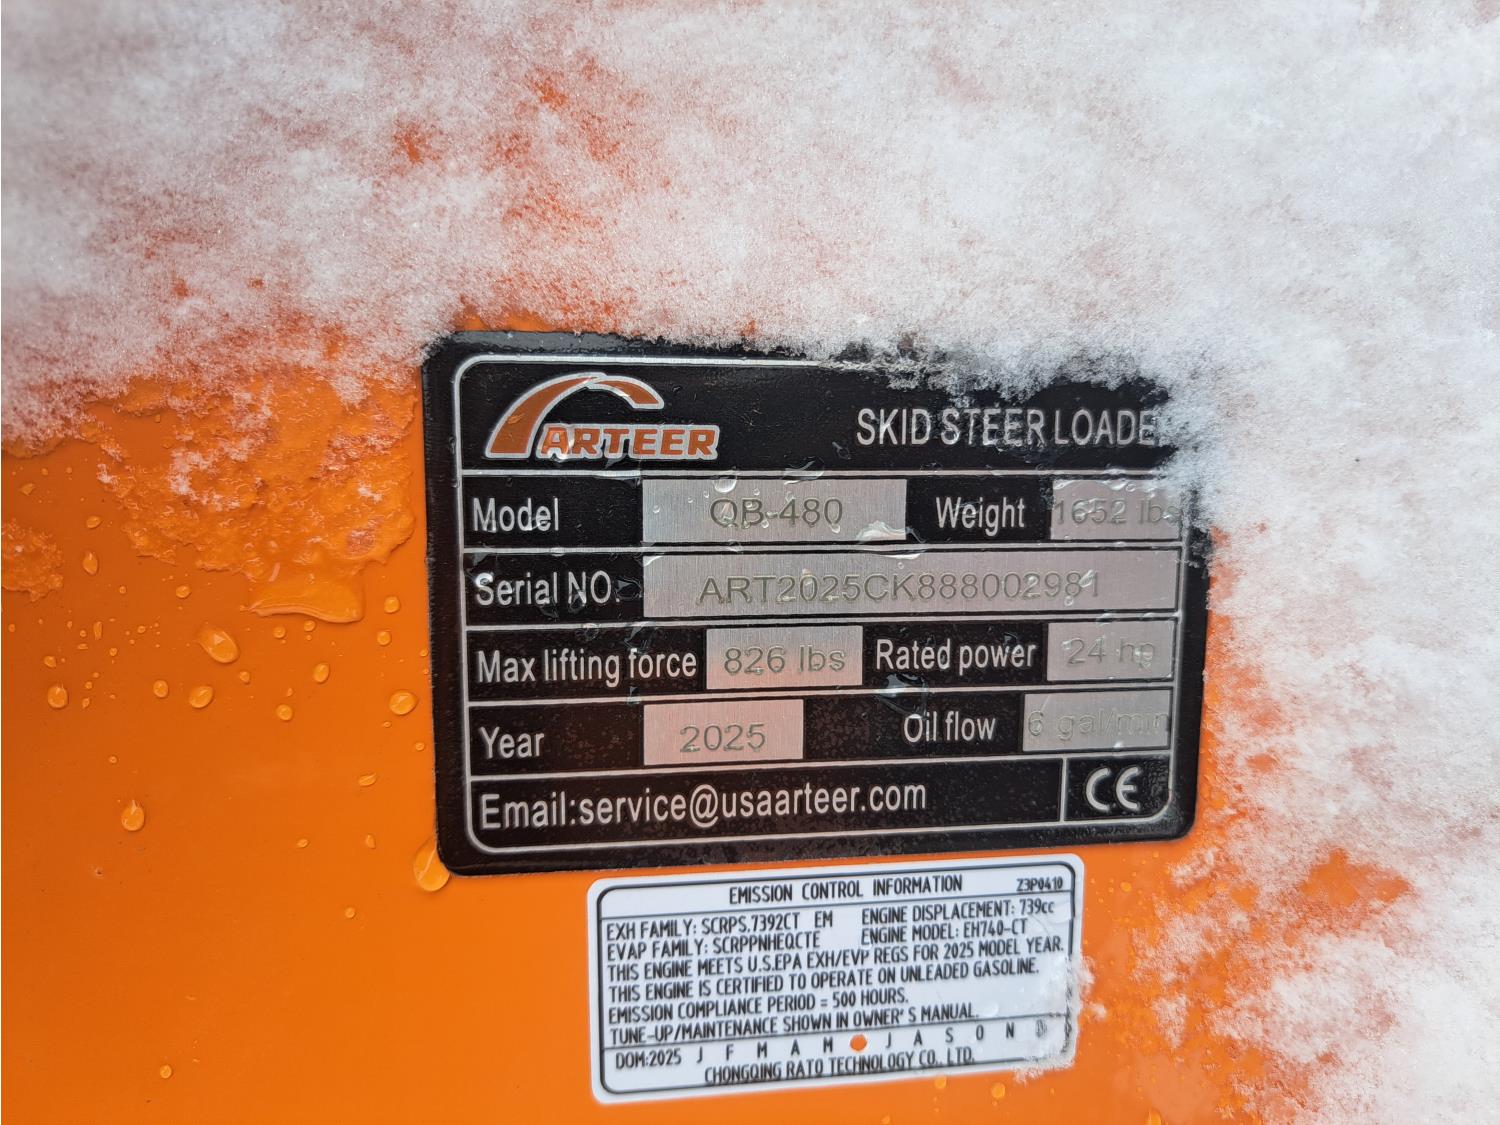 ARTEER SKID STEER LOADE
Model QB-480 Weight 1652 lbs
Serial NO. ART2025CK888002981
Max lifting force 826 lbs Rated power 24 hp
Year 2025 Oil flow 6 gal/min
Email:service@usaarteer.com CE
EMISSION CONTROL INFORMATION Z3P0410
EXH FAMILY: SCRPS.7392CT EM ENGINE DISPLACEMENT: 739cc
EVAP FAMILY: SCRPPNHEQCTE ENGINE MODEL: EH740-CT
THIS ENGINE MEETS U.S.EPA EXH/EVP REGS FOR 2025 MODEL YEAR.
THIS ENGINE IS CERTIFIED TO OPERATE ON UNLEADED GASOLINE.
EMISSION COMPLIANCE PERIOD = 500 HOURS.
TUNE-UP/MAINTENANCE SHOWN IN OWNER'S MANUAL.
DOM:2025 J F M A M J A S O N D
CHONGQING RATO TECHNOLOGY CO., LTD.